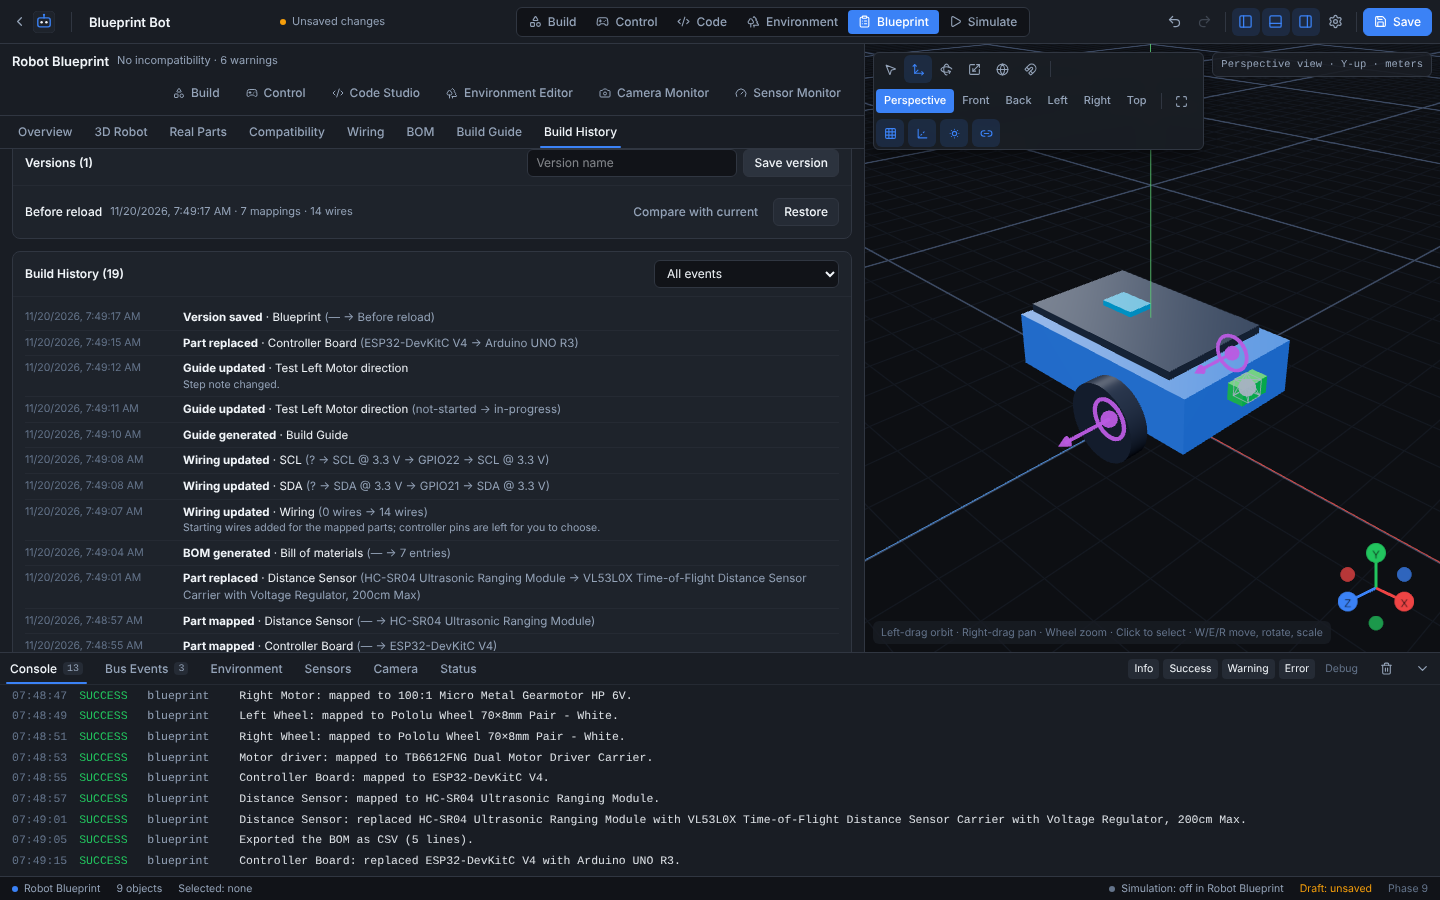 Blueprint Bot
Unsaved changes
Build
Control
Code
Environment
Blueprint
Simulate
Save
Robot Blueprint
No incompatibility · 6 warnings
Build
Control
Code Studio
Environment Editor
Camera Monitor
Sensor Monitor
Overview
3D Robot
Real Parts
Compatibility
Wiring
BOM
Build Guide
Build History
Versions (1)
Version name
Save version
Before reload 11/20/2026, 7:49:17 AM · 7 mappings · 14 wires
Compare with current
Restore
Build History (19)
All events
11/20/2026, 7:49:17 AM Version saved · Blueprint (— → Before reload)
11/20/2026, 7:49:15 AM Part replaced · Controller Board (ESP32-DevKitC V4 → Arduino UNO R3)
11/20/2026, 7:49:12 AM Guide updated · Test Left Motor direction
Step note changed.
11/20/2026, 7:49:11 AM Guide updated · Test Left Motor direction (not-started → in-progress)
11/20/2026, 7:49:10 AM Guide generated · Build Guide
11/20/2026, 7:49:08 AM Wiring updated · SCL (? → SCL @ 3.3 V → GPIO22 → SCL @ 3.3 V)
11/20/2026, 7:49:08 AM Wiring updated · SDA (? → SDA @ 3.3 V → GPIO21 → SDA @ 3.3 V)
11/20/2026, 7:49:07 AM Wiring updated · Wiring (0 wires → 14 wires)
Starting wires added for the mapped parts; controller pins are left for you to choose.
11/20/2026, 7:49:04 AM BOM generated · Bill of materials (— → 7 entries)
11/20/2026, 7:49:01 AM Part replaced · Distance Sensor (HC-SR04 Ultrasonic Ranging Module → VL53L0X Time-of-Flight Distance Sensor
Carrier with Voltage Regulator, 200cm Max)
11/20/2026, 7:48:57 AM Part mapped · Distance Sensor (— → HC-SR04 Ultrasonic Ranging Module)
11/20/2026, 7:48:55 AM Part mapped · Controller Board (— → ESP32-DevKitC V4)
Perspective view · Y-up · meters
Perspective
Front
Back
Left
Right
Top
Y
Z
X
Left-drag orbit · Right-drag pan · Wheel zoom · Click to select · W/E/R move, rotate, scale
Console 13
Bus Events 3
Environment
Sensors
Camera
Status
Info
Success
Warning
Error
Debug
07:48:47 SUCCESS blueprint Right Motor: mapped to 100:1 Micro Metal Gearmotor HP 6V.
07:48:49 SUCCESS blueprint Left Wheel: mapped to Pololu Wheel 70×8mm Pair - White.
07:48:51 SUCCESS blueprint Right Wheel: mapped to Pololu Wheel 70×8mm Pair - White.
07:48:53 SUCCESS blueprint Motor driver: mapped to TB6612FNG Dual Motor Driver Carrier.
07:48:55 SUCCESS blueprint Controller Board: mapped to ESP32-DevKitC V4.
07:48:57 SUCCESS blueprint Distance Sensor: mapped to HC-SR04 Ultrasonic Ranging Module.
07:49:01 SUCCESS blueprint Distance Sensor: replaced HC-SR04 Ultrasonic Ranging Module with VL53L0X Time-of-Flight Distance Sensor Carrier with Voltage Regulator, 200cm Max.
07:49:05 SUCCESS blueprint Exported the BOM as CSV (5 lines).
07:49:15 SUCCESS blueprint Controller Board: replaced ESP32-DevKitC V4 with Arduino UNO R3.
Robot Blueprint
9 objects
Selected: none
Simulation: off in Robot Blueprint
Draft: unsaved
Phase 9